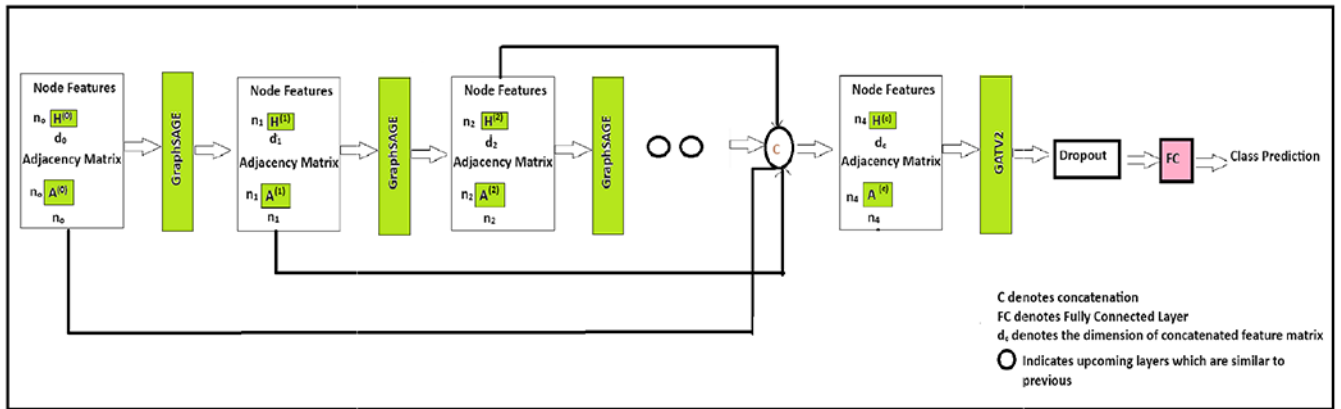 Node Features
n₀ H⁽⁰⁾
d₀
Adjacency Matrix
n₀ A⁽⁰⁾
n₀
GraphSAGE
Node Features
n₁ H⁽¹⁾
d₁
Adjacency Matrix
n₁ A⁽¹⁾
n₁
GraphSAGE
Node Features
n₂ H⁽²⁾
d₂
Adjacency Matrix
n₂ A⁽²⁾
n₂
GraphSAGE
C
Node Features
n₄ H⁽ᶜ⁾
d꜀
Adjacency Matrix
n₄ A⁽ᶜ⁾
n₄
GATV2
Dropout
FC
Class Prediction
C denotes concatenation
FC denotes Fully Connected Layer
d꜀ denotes the dimension of concatenated feature matrix
Indicates upcoming layers which are similar to
previous